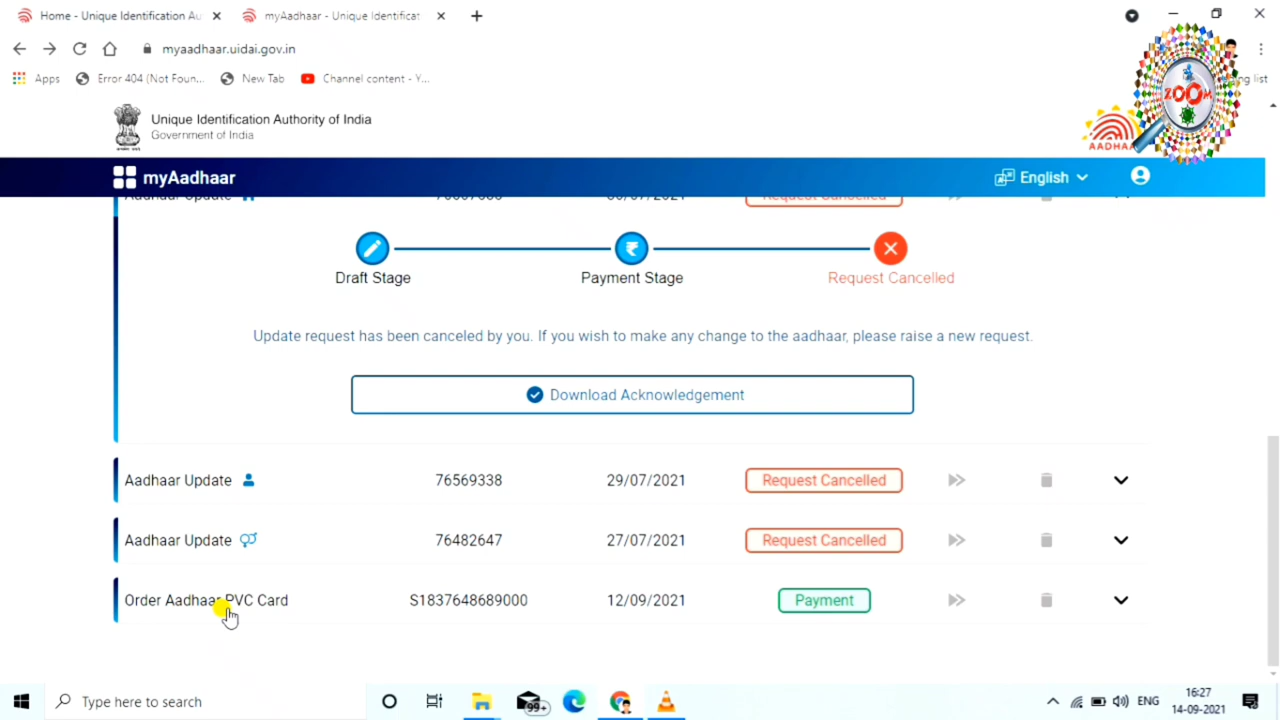 Home - Unique Identification Au
myAadhaar - Unique Identificat
myaadhaar.uidai.gov.in
Apps
Error 404 (Not Foun...
New Tab
Channel content - Y...
ZOOM
Unique Identification Authority of India
Government of India
myAadhaar
English
Draft Stage
Payment Stage
Request Cancelled
Update request has been canceled by you. If you wish to make any change to the aadhaar, please raise a new request.
Download Acknowledgement
Aadhaar Update 76569338 29/07/2021 Request Cancelled
Aadhaar Update 76482647 27/07/2021 Request Cancelled
Order Aadhaar PVC Card S1837648689000 12/09/2021 Payment
Type here to search
99+
ENG
16:27
14-09-2021